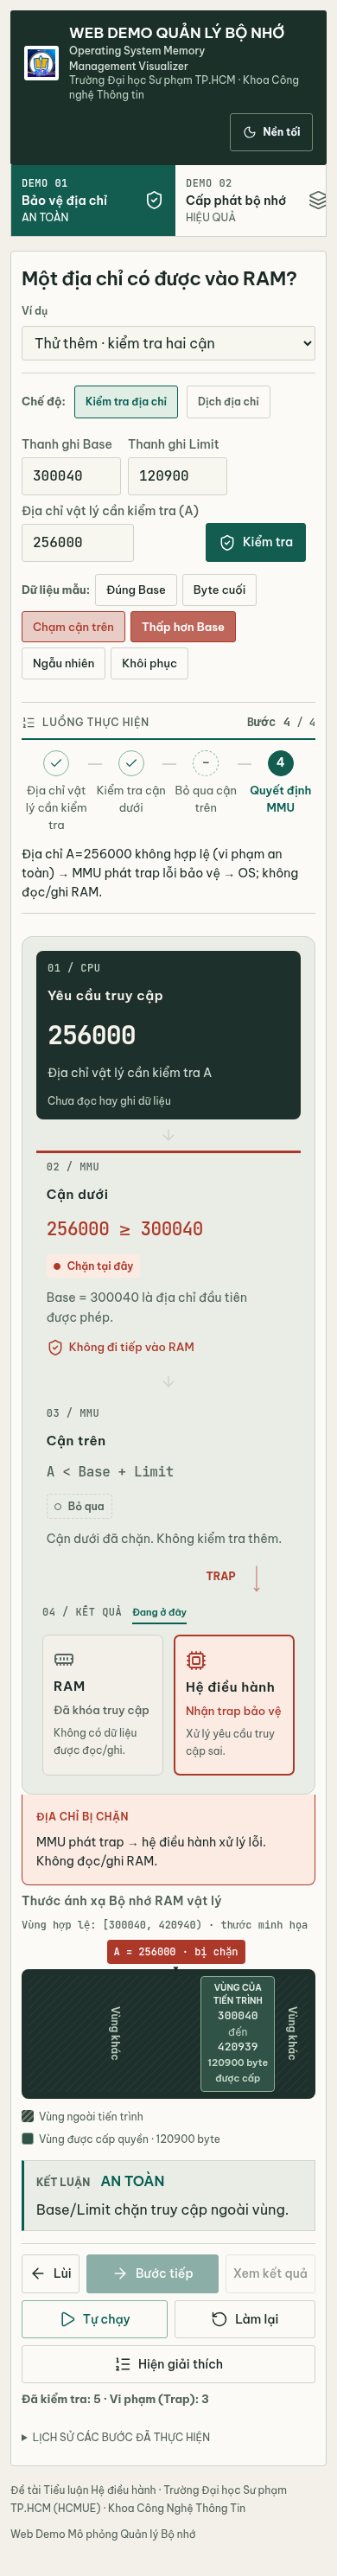 WEB DEMO QUẢN LÝ BỘ NHỚ
Operating System Memory
Management Visualizer
Trường Đại học Sư phạm TP.HCM · Khoa Công
nghệ Thông tin
Nền tối
DEMO 01
Bảo vệ địa chỉ
AN TOÀN
DEMO 02
Cấp phát bộ nhớ
HIỆU QUẢ
Một địa chỉ có được vào RAM?
Ví dụ
Thử thêm · kiểm tra hai cận
Chế độ:
Kiểm tra địa chỉ
Dịch địa chỉ
Thanh ghi Base
Thanh ghi Limit
300040
120900
Địa chỉ vật lý cần kiểm tra (A)
256000
Kiểm tra
Dữ liệu mẫu:
Đúng Base
Byte cuối
Chạm cận trên
Thấp hơn Base
Ngẫu nhiên
Khôi phục
LUỒNG THỰC HIỆN
Bước 4 / 4
Địa chỉ vật
lý cần kiểm
tra
Kiểm tra cận
dưới
–
Bỏ qua cận
trên
4
Quyết định
MMU
Địa chỉ A=256000 không hợp lệ (vi phạm an
toàn) → MMU phát trap lỗi bảo vệ → OS; không
đọc/ghi RAM.
01 / CPU
Yêu cầu truy cập
256000
Địa chỉ vật lý cần kiểm tra A
Chưa đọc hay ghi dữ liệu
↓
02 / MMU
Cận dưới
256000 ≥ 300040
Chặn tại đây
Base = 300040 là địa chỉ đầu tiên
được phép.
Không đi tiếp vào RAM
↓
03 / MMU
Cận trên
A < Base + Limit
Bỏ qua
Cận dưới đã chặn. Không kiểm tra thêm.
TRAP
04 / KẾT QUẢ
Đang ở đây
RAM
Đã khóa truy cập
Không có dữ liệu
được đọc/ghi.
Hệ điều hành
Nhận trap bảo vệ
Xử lý yêu cầu truy
cập sai.
ĐỊA CHỈ BỊ CHẶN
MMU phát trap → hệ điều hành xử lý lỗi.
Không đọc/ghi RAM.
Thước ánh xạ Bộ nhớ RAM vật lý
Vùng hợp lệ: [300040, 420940) · thước minh họa
A = 256000 · bị chặn
Vùng khác
VÙNG CỦA
TIẾN TRÌNH
300040
đến
420939
120900 byte
được cấp
Vùng khác
Vùng ngoài tiến trình
Vùng được cấp quyền · 120900 byte
KẾT LUẬN AN TOÀN
Base/Limit chặn truy cập ngoài vùng.
Lùi
Bước tiếp
Xem kết quả
Tự chạy
Làm lại
Hiện giải thích
Đã kiểm tra: 5 · Vi phạm (Trap): 3
LỊCH SỬ CÁC BƯỚC ĐÃ THỰC HIỆN
Đề tài Tiểu luận Hệ điều hành · Trường Đại học Sư phạm
TP.HCM (HCMUE) · Khoa Công Nghệ Thông Tin
Web Demo Mô phỏng Quản lý Bộ nhớ